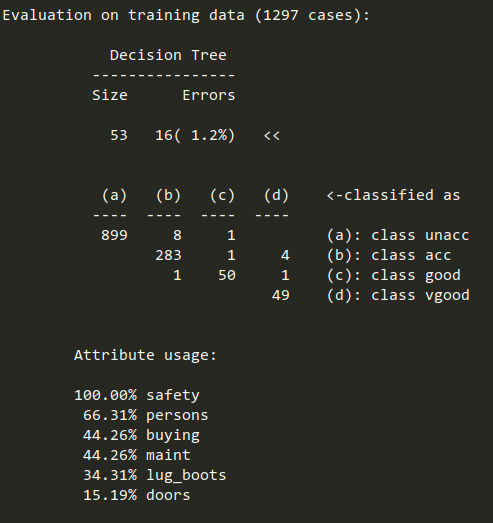 Evaluation on training data (1297 cases):
Decision Tree
----------------
Size Errors
53 16( 1.2%) <<
(a) (b) (c) (d) <-classified as
---- ---- ---- ----
899 8 1 (a): class unacc
283 1 4 (b): class acc
1 50 1 (c): class good
49 (d): class vgood
Attribute usage:
100.00% safety
66.31% persons
44.26% buying
44.26% maint
34.31% lug_boots
15.19% doors